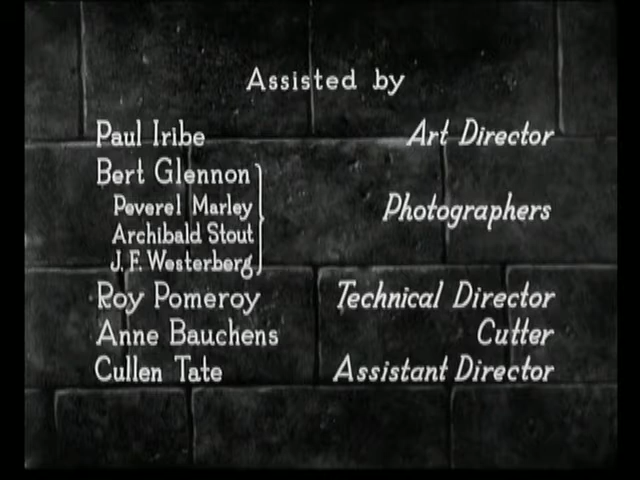 Assisted by
Paul Iribe Art Director
Bert Glennon
Peverel Marley Photographers
Archibald Stout
J. F. Westerberg
Roy Pomeroy Technical Director
Anne Bauchens Cutter
Cullen Tate Assistant Director